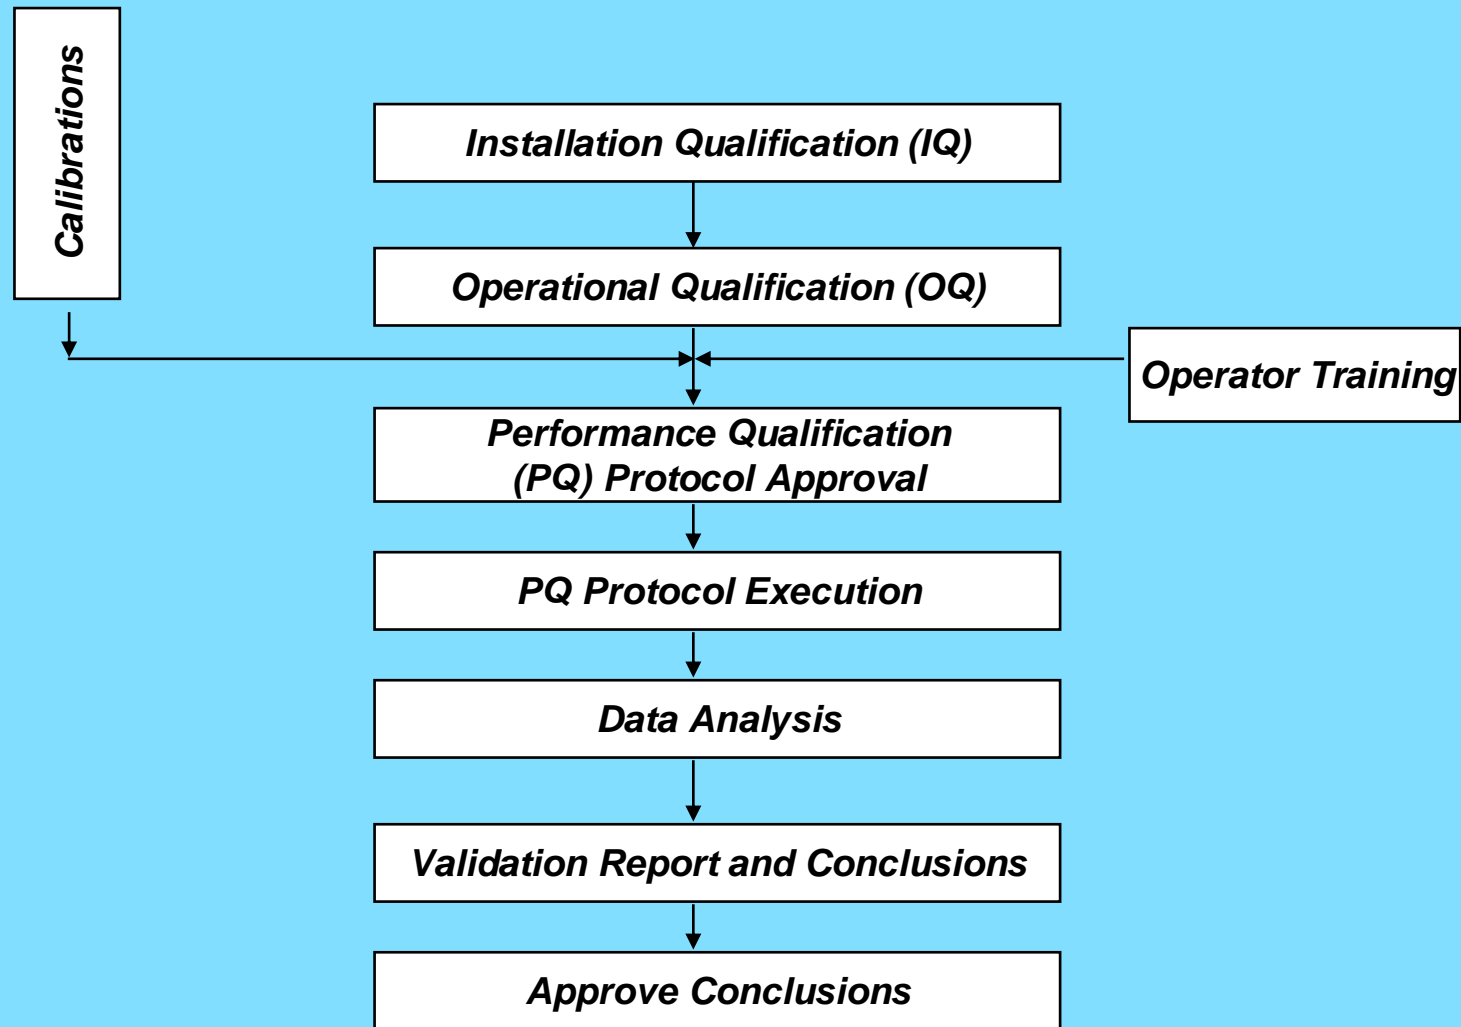 Calibrations
Installation Qualification (IQ)
Operational Qualification (OQ)
Operator Training
Performance Qualification
(PQ) Protocol Approval
PQ Protocol Execution
Data Analysis
Validation Report and Conclusions
Approve Conclusions